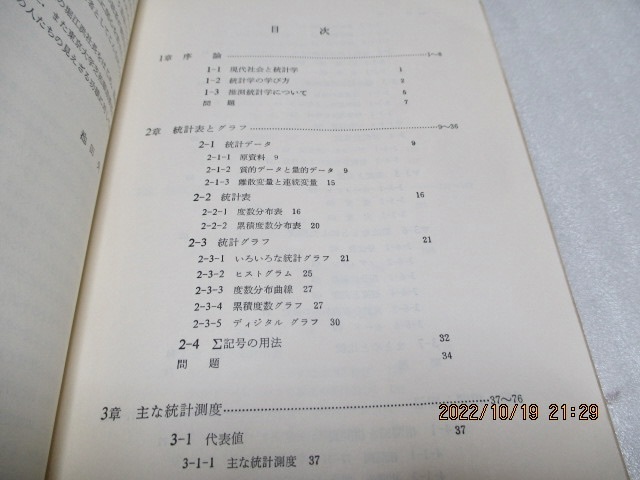 目次
1章 序論 1~4
1-1 現代社会と統計学 1
1-2 統計学の学び方 2
1-3 推測統計学について 6
問題 7
2章 統計表とグラフ 9~36
2-1 統計データ 9
2-1-1 原資料 9
2-1-2 質的データと量的データ 9
2-1-3 離散変量と連続変量 15
2-2 統計表 16
2-2-1 度数分布表 16
2-2-2 累積度数分布表 20
2-3 統計グラフ 21
2-3-1 いろいろな統計グラフ 21
2-3-2 ヒストグラム 25
2-3-3 度数分布曲線 27
2-3-4 累積度数グラフ 27
2-3-5 ディジタル グラフ 30
2-4 Σ記号の用法 32
問題 34
3章 主な統計測度 37~76
3-1 代表値 37
3-1-1 主な統計測度 37
2022/10/19 21:29